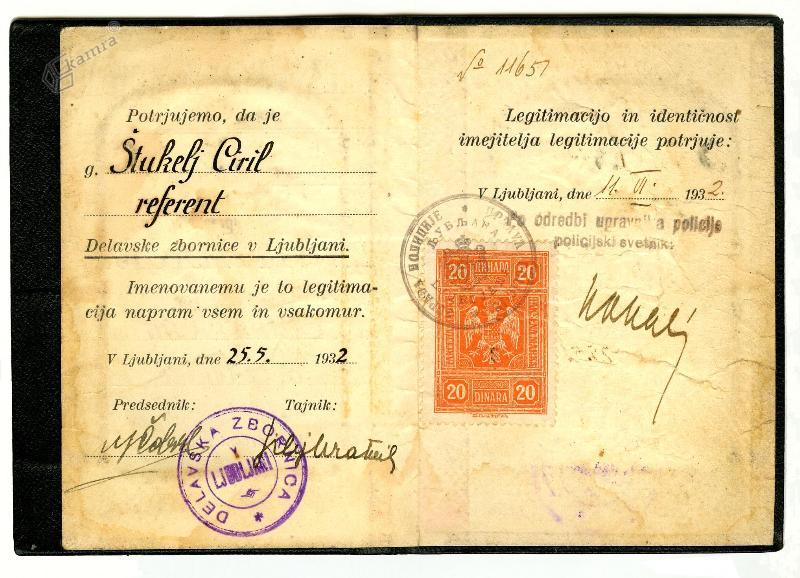 kamra
Potrjujemo, da je
g. Štukelj Ciril
referent
Delavske zbornice v Ljubljani.
Imenovanemu je to legitima-
cija napram vsem in vsakomur.
V Ljubljani, dne 25.5. 1932
Predsednik: Tajnik:
DELAVSKA ZBORNICA
V
LJUBLJANI
No 11651
Legitimacijo in identičnost
imejitelja legitimacije potrjuje:
V Ljubljani, dne 11. VI. 1932.
Po odredbi upravnika policije
policijski svetnik:
20 ДИНАРА 20
20 DINARA 20